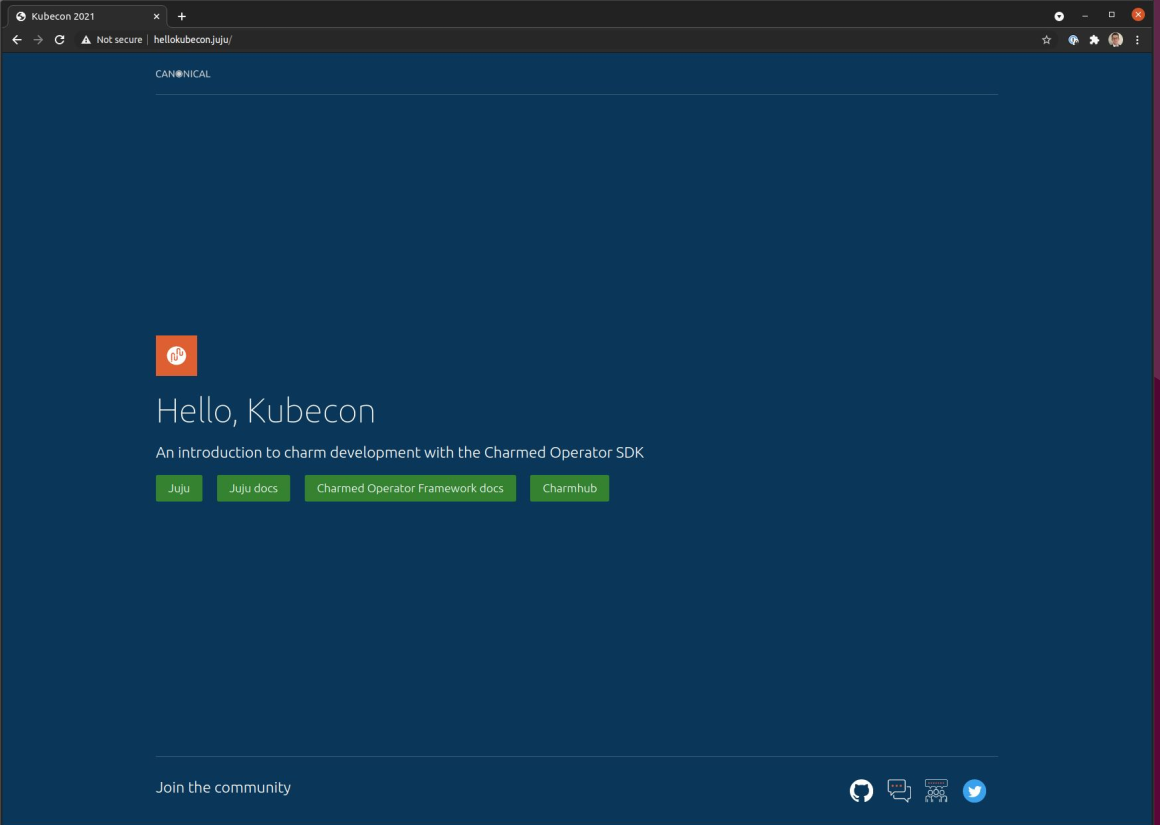 Kubecon 2021
Not secure | hellokubecon.juju/
CANONICAL
Hello, Kubecon
An introduction to charm development with the Charmed Operator SDK
Juju Juju docs Charmed Operator Framework docs Charmhub
Join the community